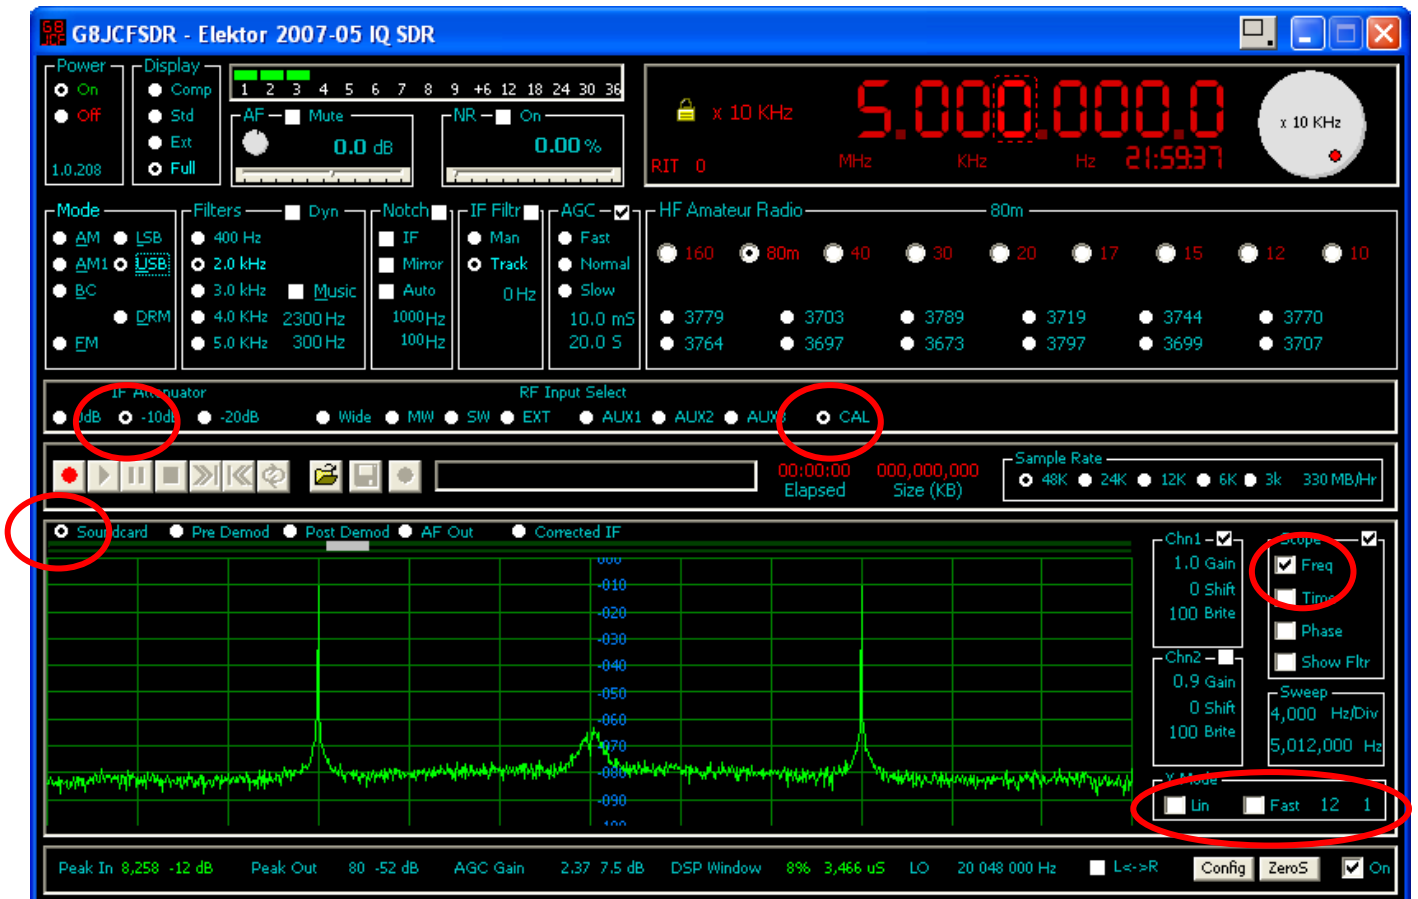 G8JCFSDR - Elektor 2007-05 IQ SDR
Power
On
Off
1.0.208
Display
Comp
Std
Ext
Full
1 2 3 4 5 6 7 8 9 +6 12 18 24 30 36
AF Mute
0.0 dB
NR On
0.00 %
x 10 KHz
5.000.000.0
RIT 0
MHz KHz Hz 21:59:37
x 10 KHz
Mode
AM LSB
AM1 USB
BC
DRM
FM
Filters Dyn
400 Hz
2.0 kHz
3.0 kHz Music
4.0 KHz 2300 Hz
5.0 KHz 300 Hz
Notch
IF
Mirror
Auto
1000 Hz
100 Hz
IF Filtr
Man
Track
0 Hz
AGC
Fast
Normal
Slow
10.0 mS
20.0 S
HF Amateur Radio 80m
160 80m 40 30 20 17 15 12 10
3779 3703 3789 3719 3744 3770
3764 3697 3673 3797 3699 3707
IF Attenuator RF Input Select
0dB -10dB -20dB Wide MW SW EXT AUX1 AUX2 AUX3 CAL
00:00:00 000,000,000
Elapsed Size (KB)
Sample Rate
48K 24K 12K 6K 3k 330 MB/Hr
Soundcard Pre Demod Post Demod AF Out Corrected IF
000
-010
-020
-030
-040
-050
-060
-070
-080
-090
-100
Chn1
1.0 Gain
0 Shift
100 Brite
Chn2
0.9 Gain
0 Shift
100 Brite
Scope
Freq
Time
Phase
Show Fltr
Sweep
4,000 Hz/Div
5,012,000 Hz
Y Mode
Lin Fast 12 1
Peak In 8,258 -12 dB Peak Out 80 -52 dB AGC Gain 2.37 7.5 dB DSP Window 8% 3,466 uS LO 20 048 000 Hz L<->R Config ZeroS On